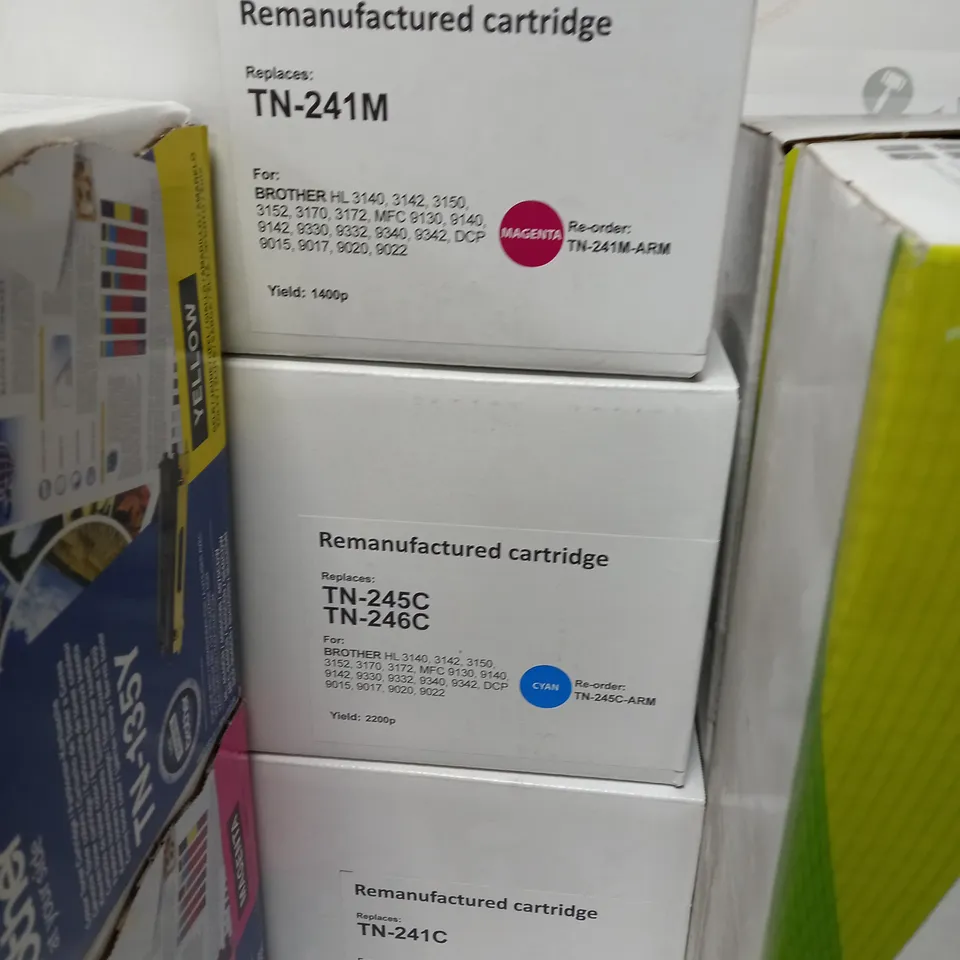 Remanufactured cartridge
Replaces:
TN-241M
For:
BROTHER HL 3140, 3142, 3150,
3152, 3170, 3172, MFC 9130, 9140,
9142, 9330, 9332, 9340, 9342, DCP
9015, 9017, 9020, 9022
Yield: 1400p
MAGENTA
Re-order:
TN-241M-ARM
Remanufactured cartridge
Replaces:
TN-245C
TN-246C
For:
BROTHER HL 3140, 3142, 3150,
3152, 3170, 3172, MFC 9130, 9140,
9142, 9330, 9332, 9340, 9342, DCP
9015, 9017, 9020, 9022
Yield: 2200p
CYAN
Re-order:
TN-245C-ARM
Remanufactured cartridge
Replaces:
TN-241C
YELLOW
TN-135Y
MAGENTA
at your side